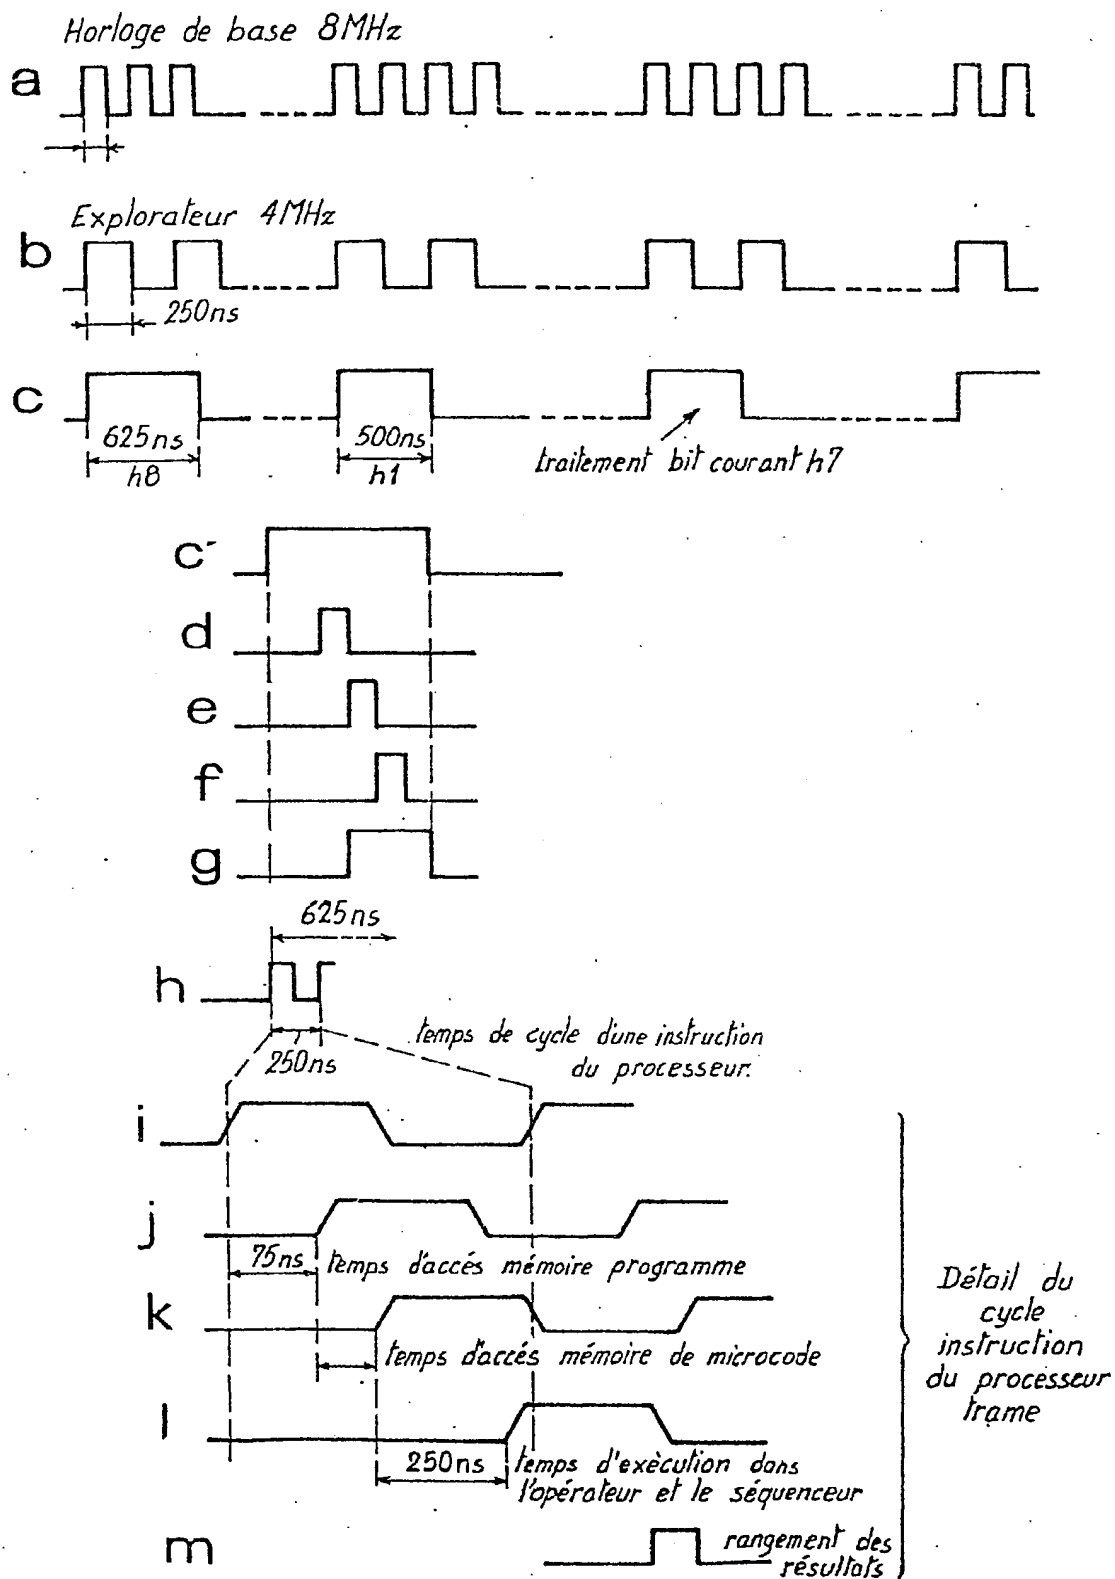 Horloge de base 8MHz
a
Explorateur 4MHz
b
250ns
c
625ns
h8
500ns
h1
traitement bit courant h7
c'
d
e
f
g
625ns
h
250ns
temps de cycle d'une instruction
du processeur.
i
j
75ns
temps d'accés mémoire programme
k
temps d'accés mémoire de microcode
l
250ns
temps d'exècution dans
l'opérateur et le séquenceur
m
rangement des
résultats
Détail du
cycle
instruction
du processeur
trame